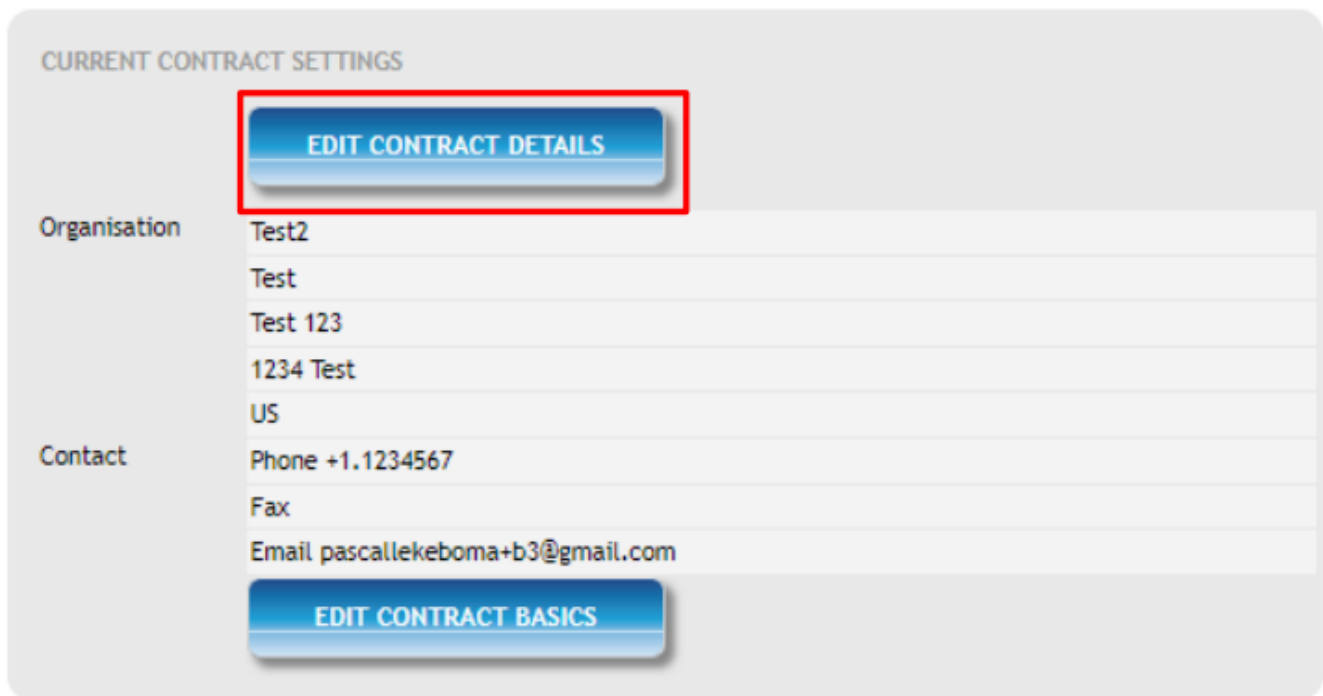 CURRENT CONTRACT SETTINGS
EDIT CONTRACT DETAILS
Organisation Test2
Test
Test 123
1234 Test
US
Contact Phone +1.1234567
Fax
Email pascallekeboma+b3@gmail.com
EDIT CONTRACT BASICS